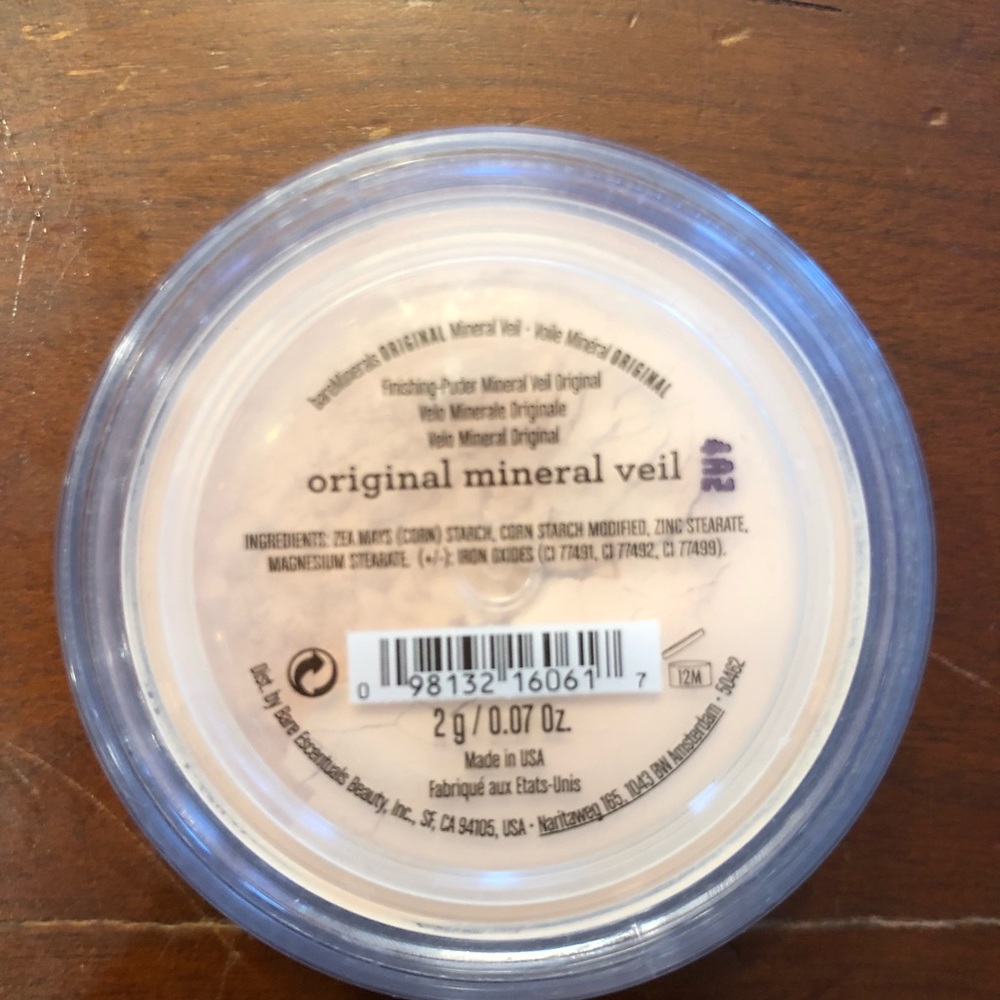 bareMinerals ORIGINAL Mineral Veil · Voile Minéral ORIGINAL
Finishing-Puder Mineral Veil Original
Velo Minerale Originale
Velo Mineral Original
original mineral veil
4A2
INGREDIENTS: ZEA MAYS (CORN) STARCH, CORN STARCH MODIFIED, ZINC STEARATE,
MAGNESIUM STEARATE. (+/-): IRON OXIDES (CI 77491, CI 77492, CI 77499).
0 98132 16061 7
12M
2 g / 0.07 Oz.
Made in USA
Fabriqué aux Etats-Unis
Dist. by Bare Escentuals Beauty, Inc., SF, CA 94105, USA · Naritaweg 165, 1043 BW Amsterdam · 50462